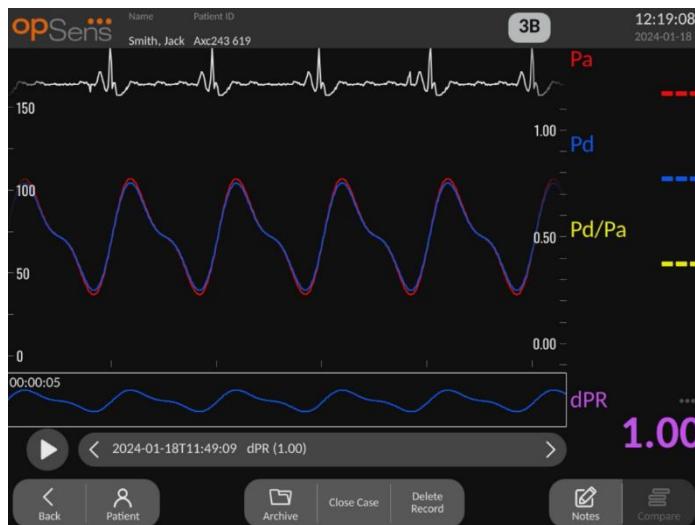 opSens
Name
Patient ID
Smith, Jack
Axc243 619
3B
12:19:08
2024-01-18
Pa
---
150
100
50
0
1.00
0.50
0.00
Pd
---
Pd/Pa
---
00:00:05
dPR
...
1.00
2024-01-18T11:49:09 dPR (1.00)
Back
Patient
Archive
Close Case
Delete
Record
Notes
Compare